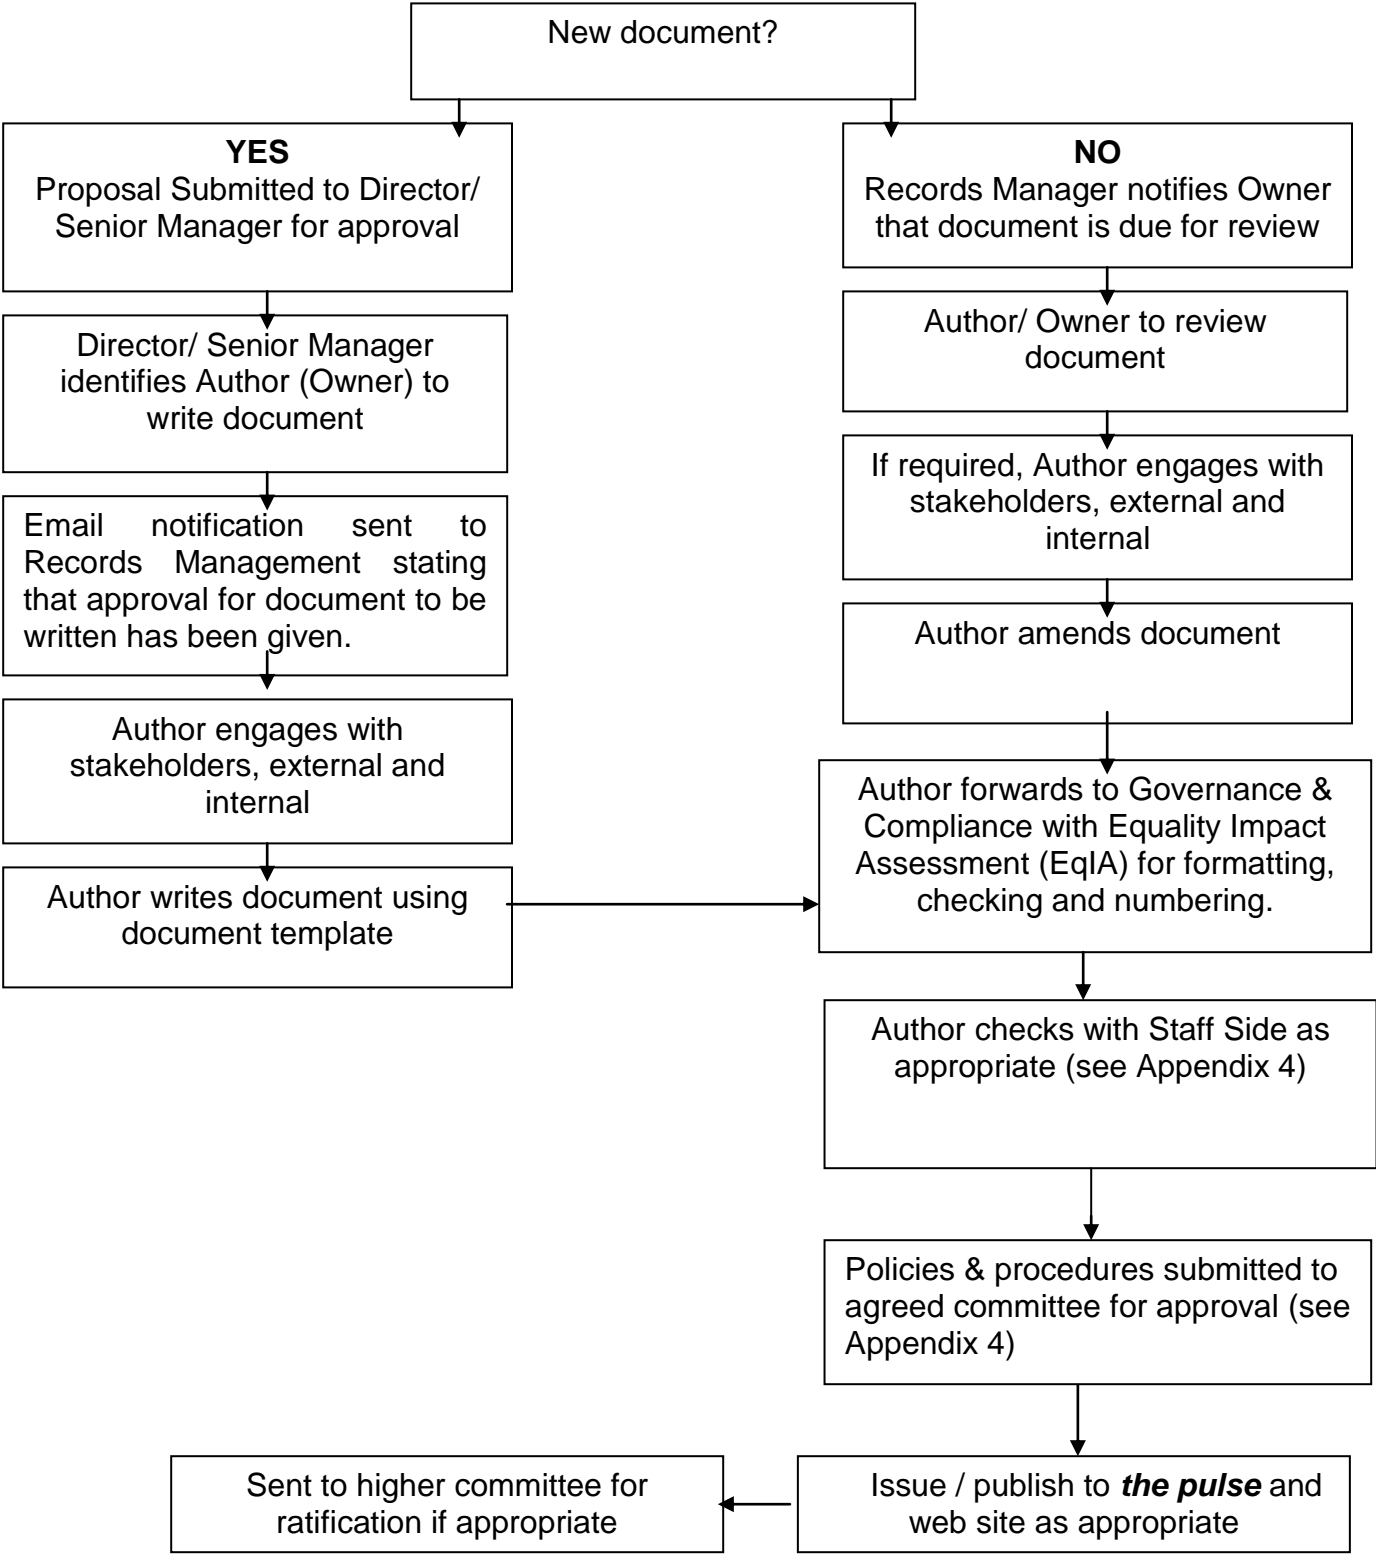 New document?
YES
Proposal Submitted to Director/
Senior Manager for approval
Director/ Senior Manager
identifies Author (Owner) to
write document
Email notification sent to
Records Management stating
that approval for document to be
written has been given.
Author engages with
stakeholders, external and
internal
Author writes document using
document template
NO
Records Manager notifies Owner
that document is due for review
Author/ Owner to review
document
If required, Author engages with
stakeholders, external and
internal
Author amends document
Author forwards to Governance &
Compliance with Equality Impact
Assessment (EqIA) for formatting,
checking and numbering.
Author checks with Staff Side as
appropriate (see Appendix 4)
Policies & procedures submitted to
agreed committee for approval (see
Appendix 4)
Issue / publish to the pulse and
web site as appropriate
Sent to higher committee for
ratification if appropriate